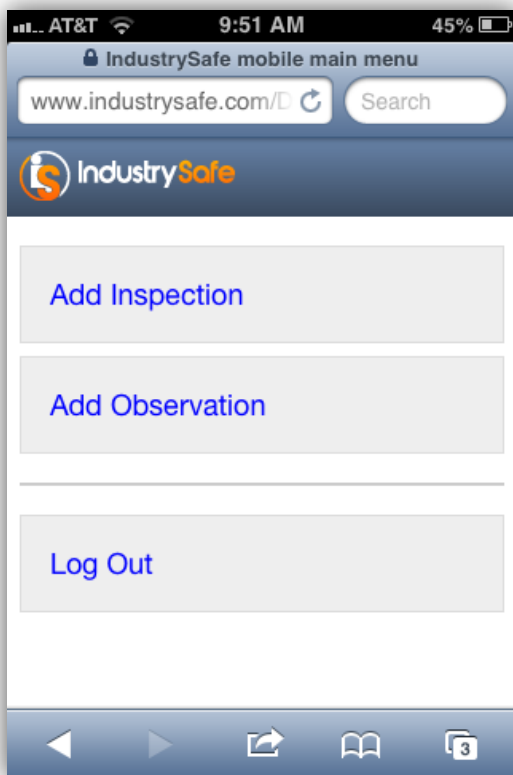 AT&T 9:51 AM 45%
IndustrySafe mobile main menu
www.industrysafe.com/D Search
IndustrySafe
Add Inspection
Add Observation
Log Out
3